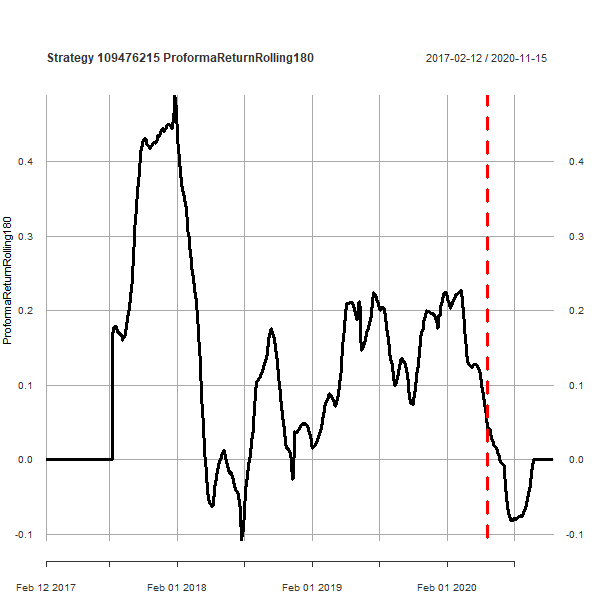 Strategy 109476215 ProformaReturnRolling180
2017-02-12 / 2020-11-15
ProformaReturnRolling180
0.4
0.3
0.2
0.1
0.0
-0.1
0.4
0.3
0.2
0.1
0.0
-0.1
Feb 12 2017
Feb 01 2018
Feb 01 2019
Feb 01 2020